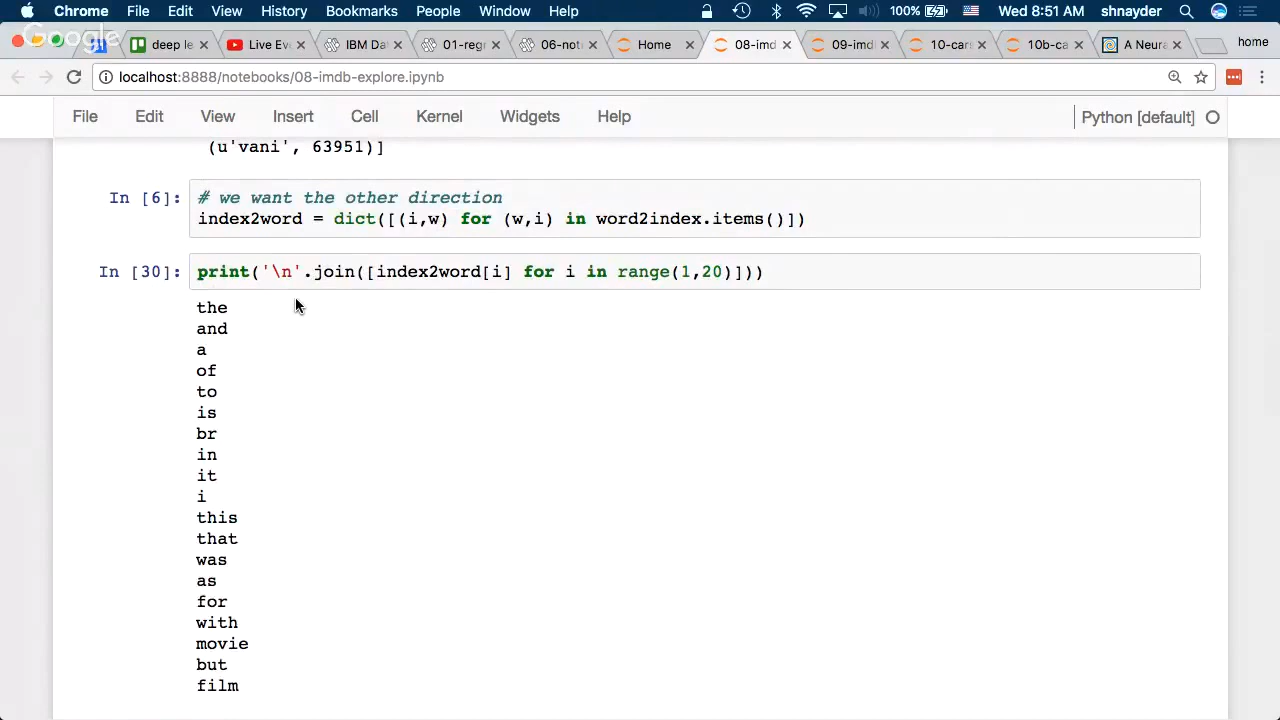 Chrome File Edit View History Bookmarks People Window Help 100% Wed 8:51 AM shnayder
Google
deep le 
Live Eve
IBM Da
01-regr
06-not
Home
08-imd
09-imd
10-car
10b-ca
A Neura
home
localhost:8888/notebooks/08-imdb-explore.ipynb
File Edit View Insert Cell Kernel Widgets Help Python [default]
(u'vani', 63951)]
In [6]: # we want the other direction
index2word = dict([(i,w) for (w,i) in word2index.items()])
In [30]: print('\n'.join([index2word[i] for i in range(1,20)]))
the
and
a
of
to
is
br
in
it
i
this
that
was
as
for
with
movie
but
film